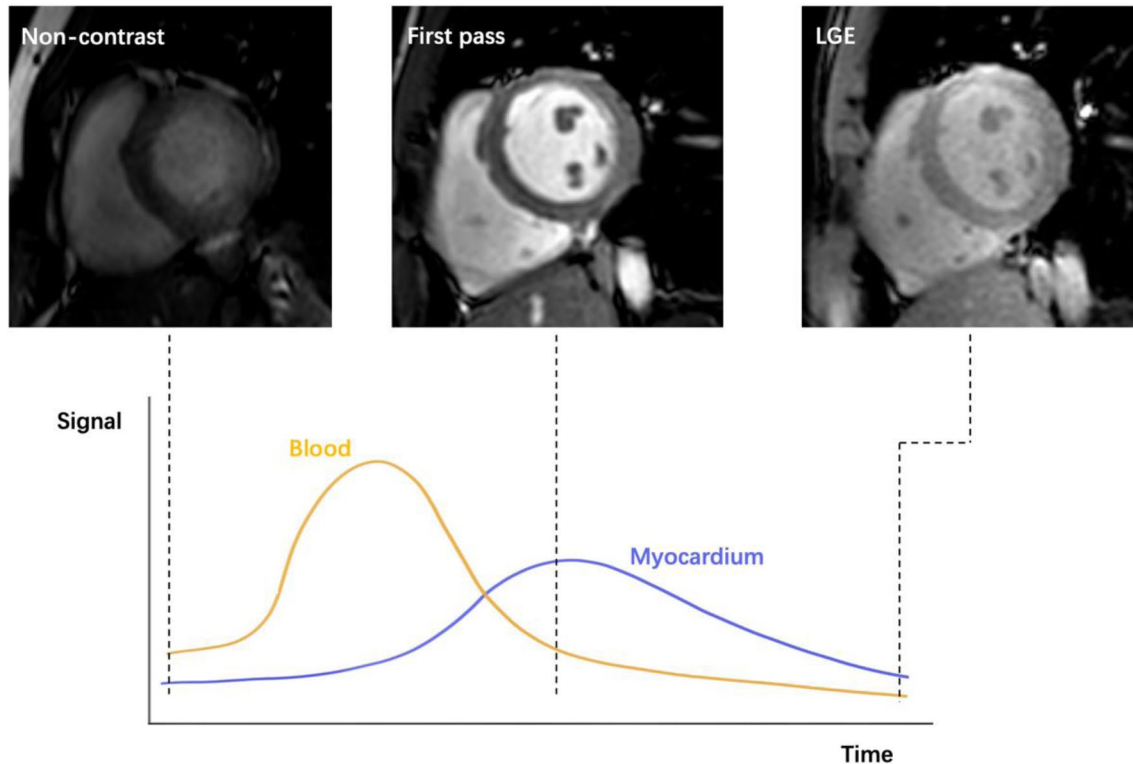 Non-contrast
First pass
LGE
Signal
Blood
Myocardium
Time